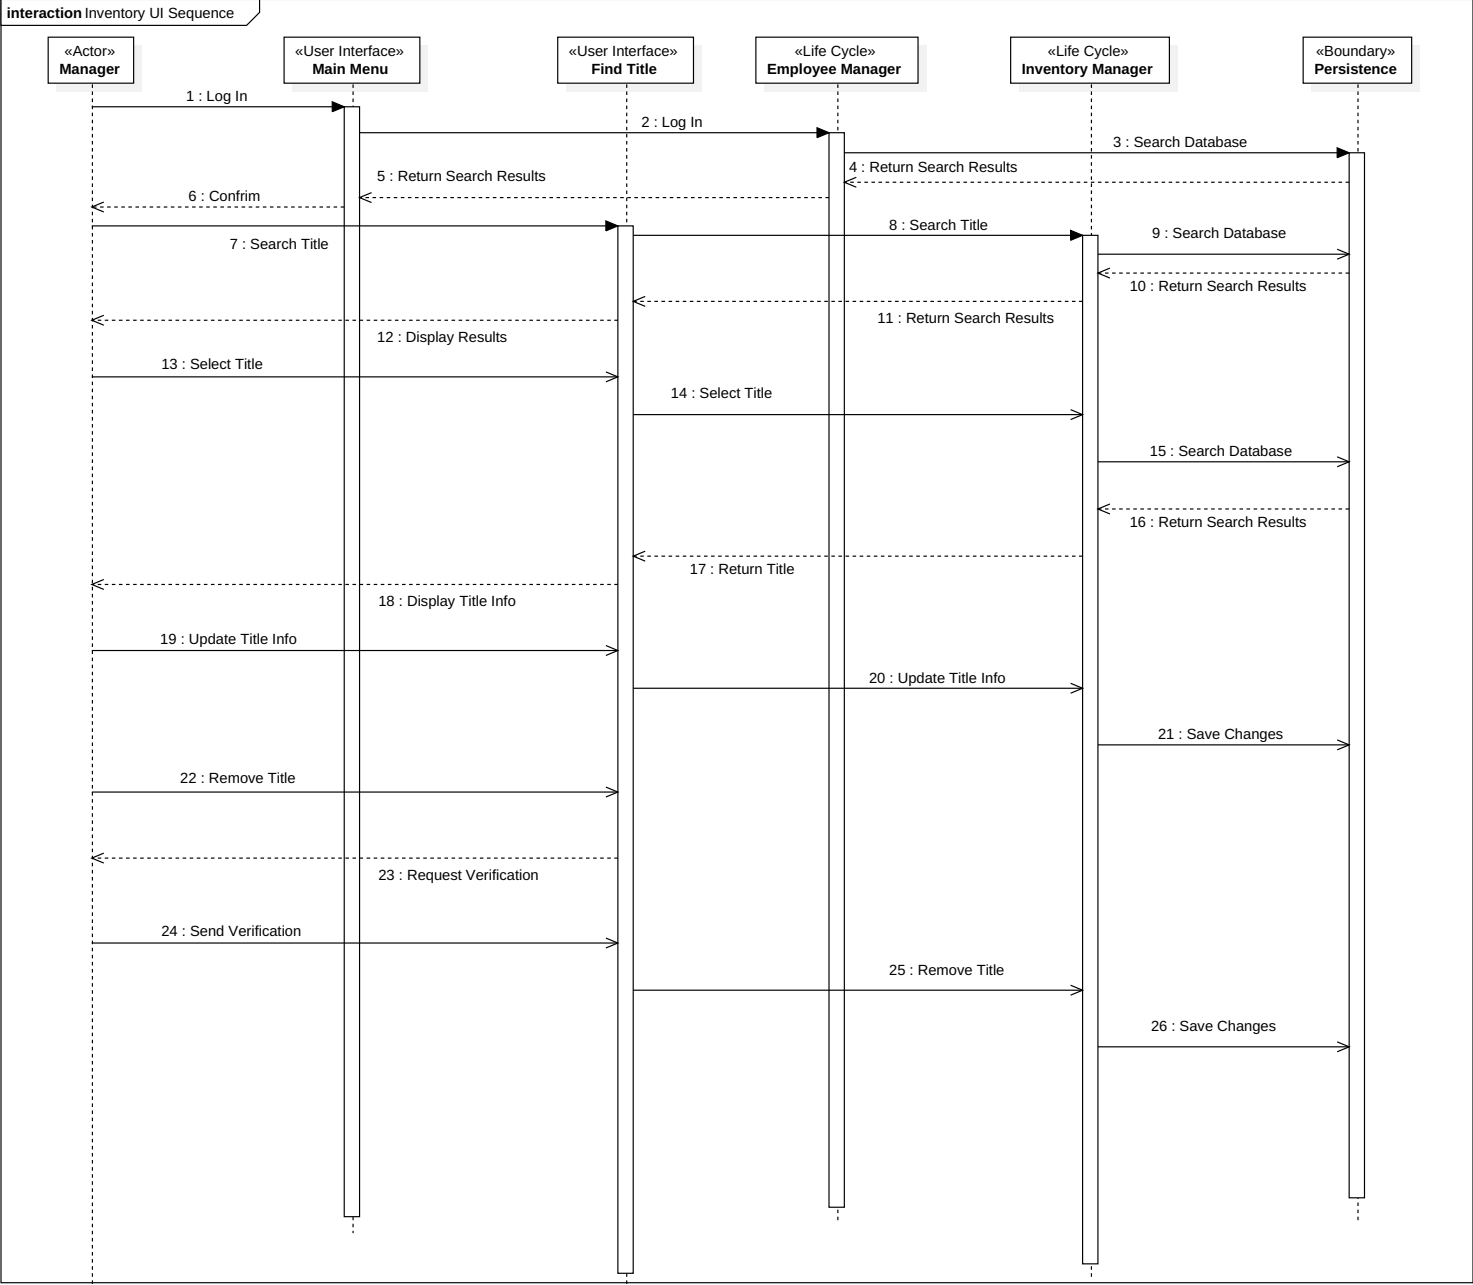 interaction Inventory UI Sequence
«Actor»
Manager
«User Interface»
Main Menu
«User Interface»
Find Title
«Life Cycle»
Employee Manager
«Life Cycle»
Inventory Manager
«Boundary»
Persistence
1 : Log In
2 : Log In
3 : Search Database
4 : Return Search Results
5 : Return Search Results
6 : Confrim
7 : Search Title
8 : Search Title
9 : Search Database
10 : Return Search Results
11 : Return Search Results
12 : Display Results
13 : Select Title
14 : Select Title
15 : Search Database
16 : Return Search Results
17 : Return Title
18 : Display Title Info
19 : Update Title Info
20 : Update Title Info
21 : Save Changes
22 : Remove Title
23 : Request Verification
24 : Send Verification
25 : Remove Title
26 : Save Changes